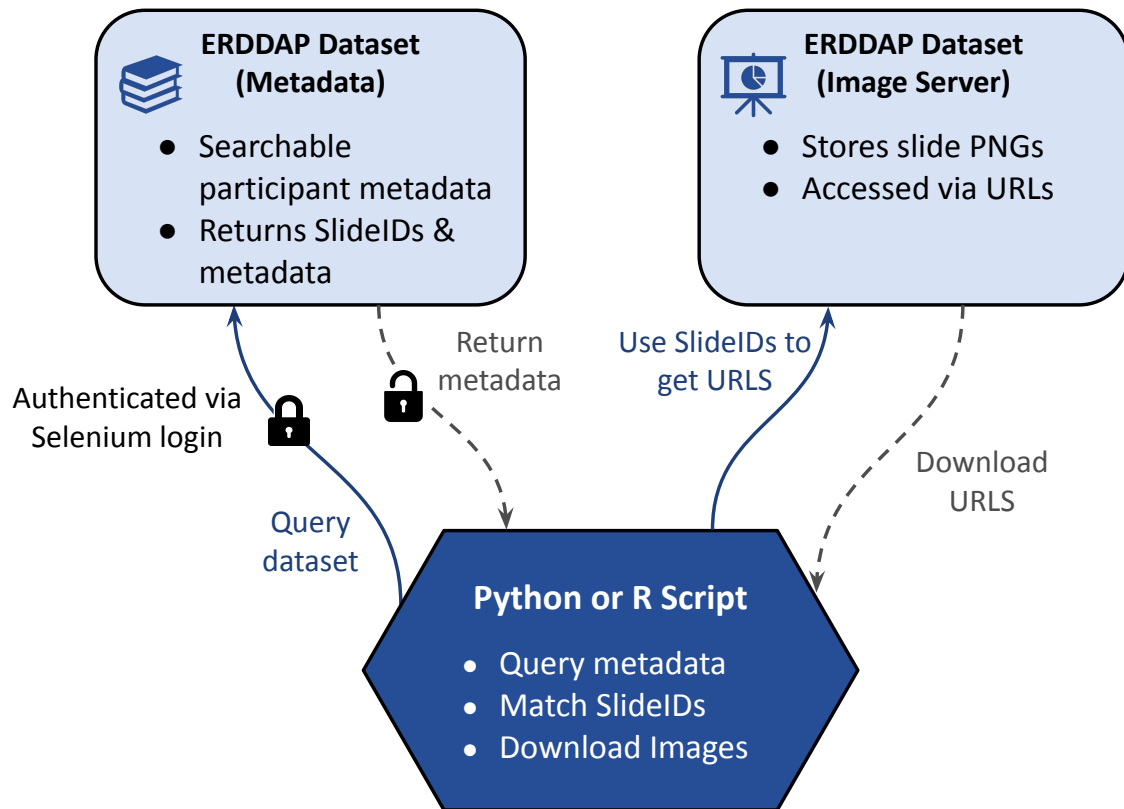 ERDDAP Dataset
(Metadata)
● Searchable
participant metadata
● Returns SlideIDs &
metadata
ERDDAP Dataset
(Image Server)
● Stores slide PNGs
● Accessed via URLs
Authenticated via
Selenium login
Query
dataset
Return
metadata
Use SlideIDs to
get URLS
Download
URLS
Python or R Script
● Query metadata
● Match SlideIDs
● Download Images